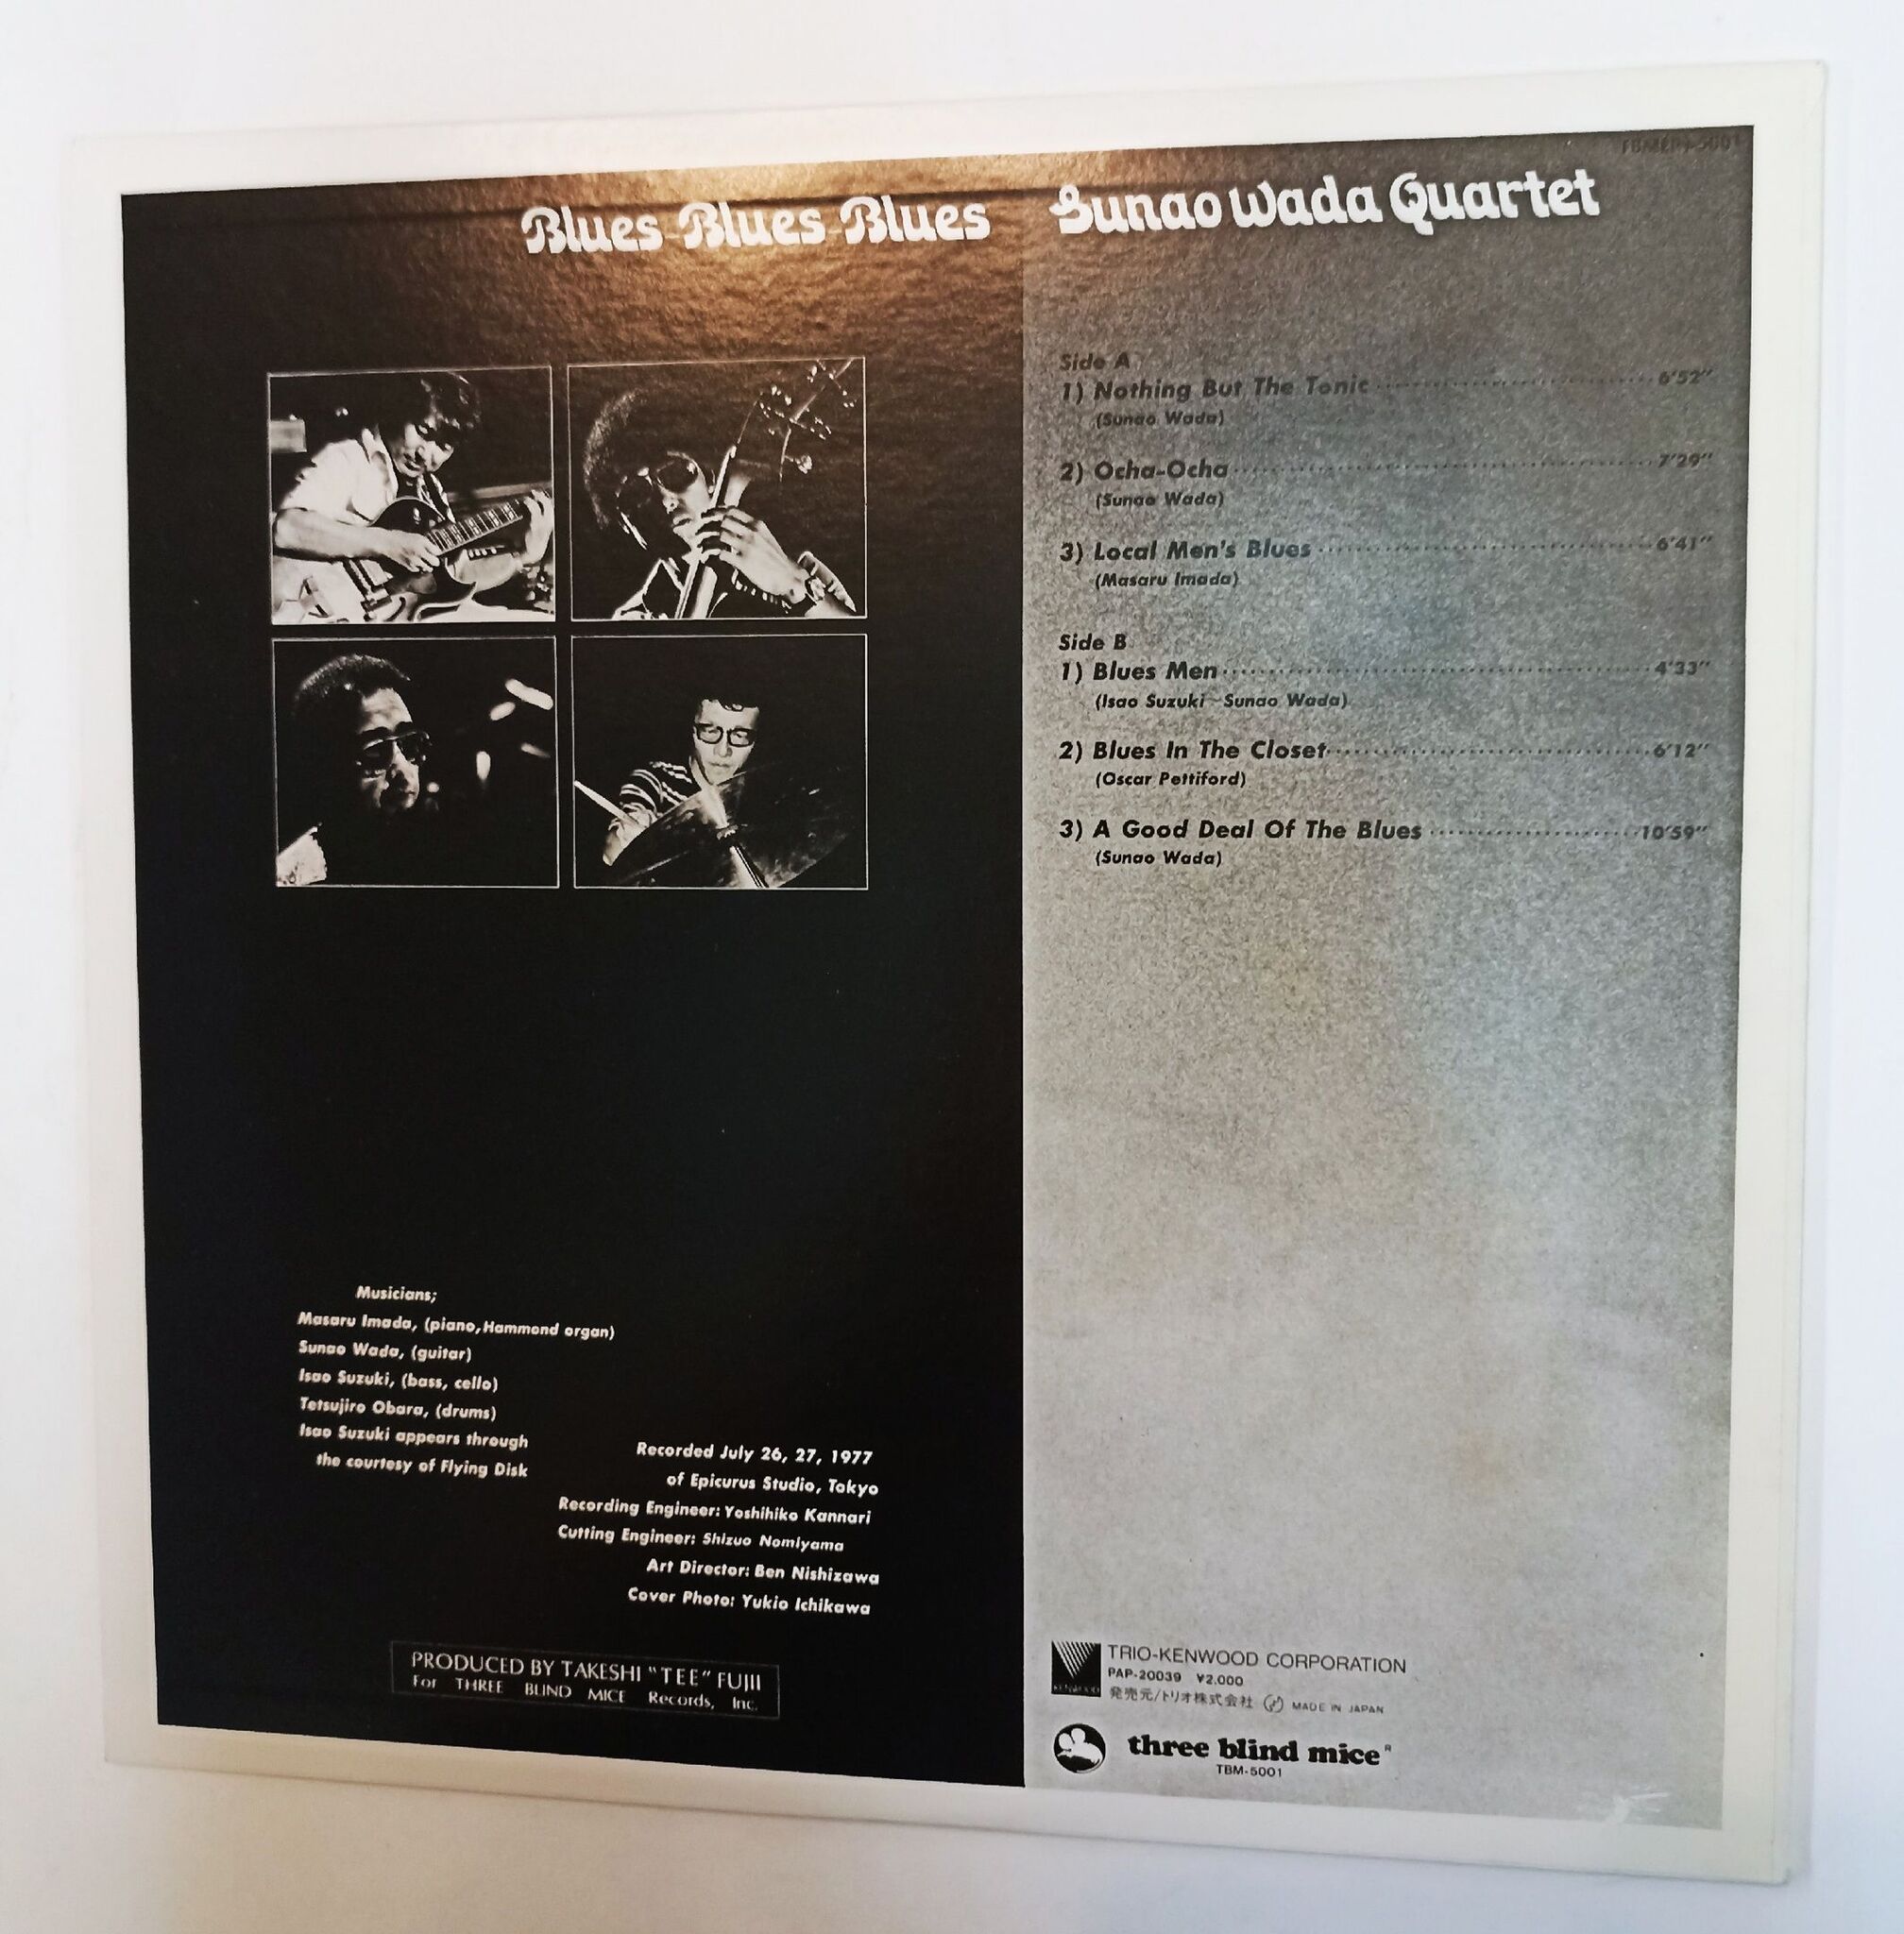 Blues-Blues-Blues
Sunao Wada Quartet
Side A
1) Nothing But The Tonic 6'52"
(Sunao Wada)
2) Ocha-Ocha 7'29"
(Sunao Wada)
3) Local Men's Blues 6'41"
(Masaru Imada)
Side B
1) Blues Men 4'33"
(Isao Suzuki~Sunao Wada)
2) Blues In The Closet 6'12"
(Oscar Pettiford)
3) A Good Deal Of The Blues 10'59"
(Sunao Wada)
Musicians;
Masaru Imada, (piano, Hammond organ)
Sunao Wada, (guitar)
Isao Suzuki, (bass, cello)
Tetsujiro Obara, (drums)
Isao Suzuki appears through
the courtesy of Flying Disk
Recorded July 26, 27, 1977
of Epicurus Studio, Tokyo
Recording Engineer: Yoshihiko Kannari
Cutting Engineer: Shizuo Nomiyama
Art Director: Ben Nishizawa
Cover Photo: Yukio Ichikawa
PRODUCED BY TAKESHI "TEE" FUJII
For THREE BLIND MICE Records, Inc.
TRIO-KENWOOD CORPORATION
PAP-20039 ¥2,000
KENWOOD
発売元/トリオ株式会社 MADE IN JAPAN
three blind mice®
TBM-5001